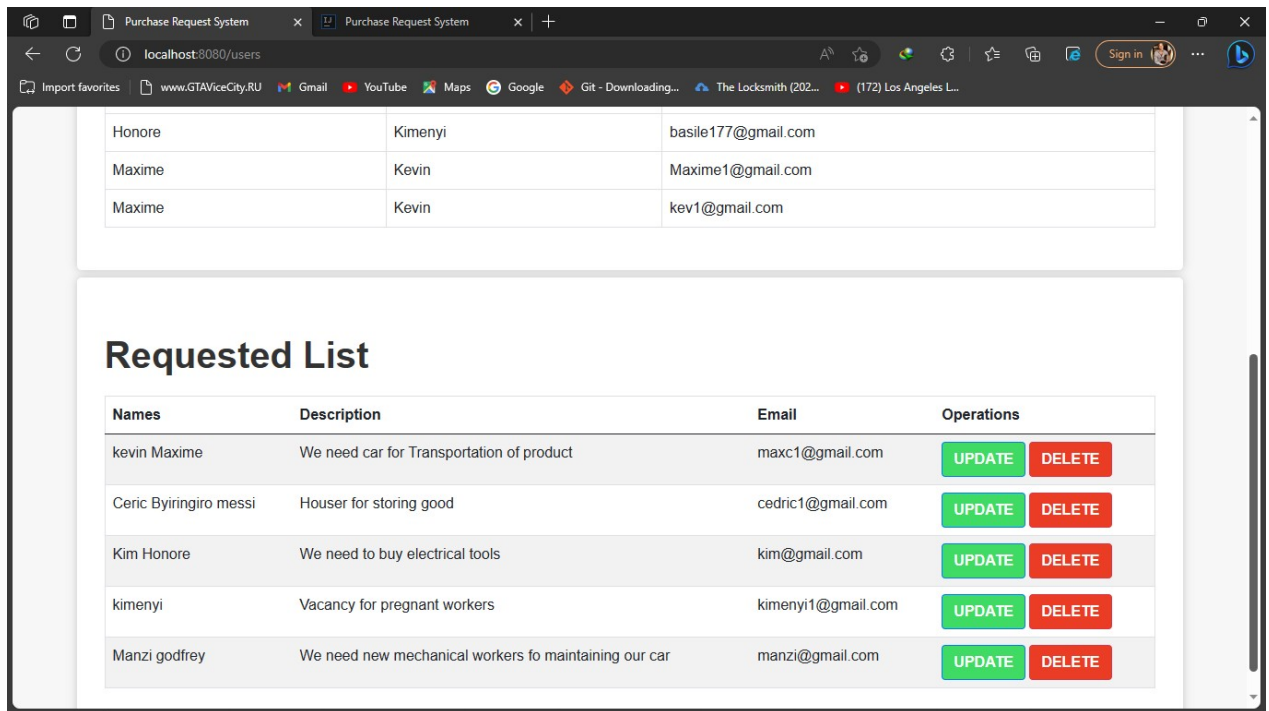 Purchase Request System Purchase Request System
localhost:8080/users Sign in
Import favorites www.GTAViceCity.RU Gmail YouTube Maps Google Git - Downloading... The Locksmith (202... (172) Los Angeles L...
Honore Kimenyi basile177@gmail.com
Maxime Kevin Maxime1@gmail.com
Maxime Kevin kev1@gmail.com
Requested List
Names Description Email Operations
kevin Maxime We need car for Transportation of product maxc1@gmail.com UPDATE DELETE
Ceric Byiringiro messi Houser for storing good cedric1@gmail.com UPDATE DELETE
Kim Honore We need to buy electrical tools kim@gmail.com UPDATE DELETE
kimenyi Vacancy for pregnant workers kimenyi1@gmail.com UPDATE DELETE
Manzi godfrey We need new mechanical workers fo maintaining our car manzi@gmail.com UPDATE DELETE